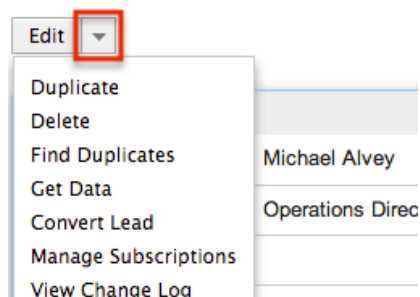 Edit
Duplicate
Delete
Find Duplicates
Get Data
Convert Lead
Manage Subscriptions
View Change Log
Michael Alvey
Operations Direc